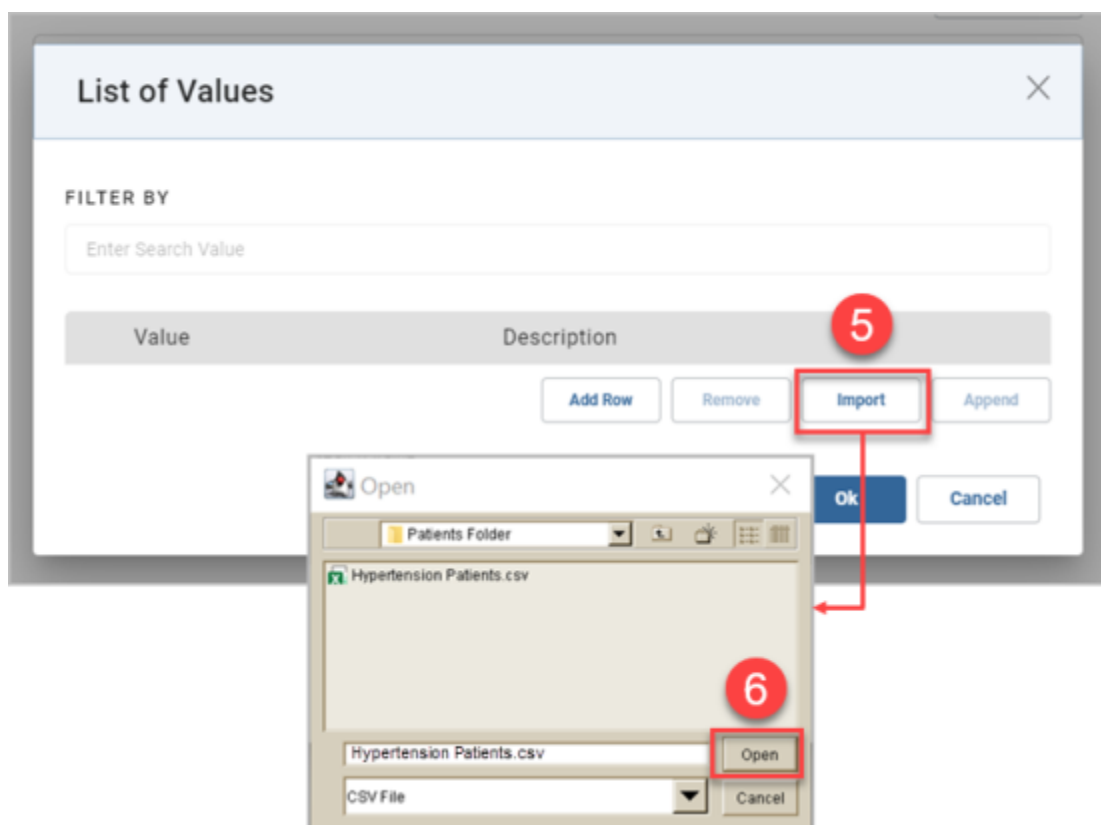 List of Values
FILTER BY
Enter Search Value
Value Description
5
Add Row Remove Import Append
Ok Cancel
Open
Patients Folder
Hypertension Patients.csv
6
Hypertension Patients.csv Open
CSV File Cancel